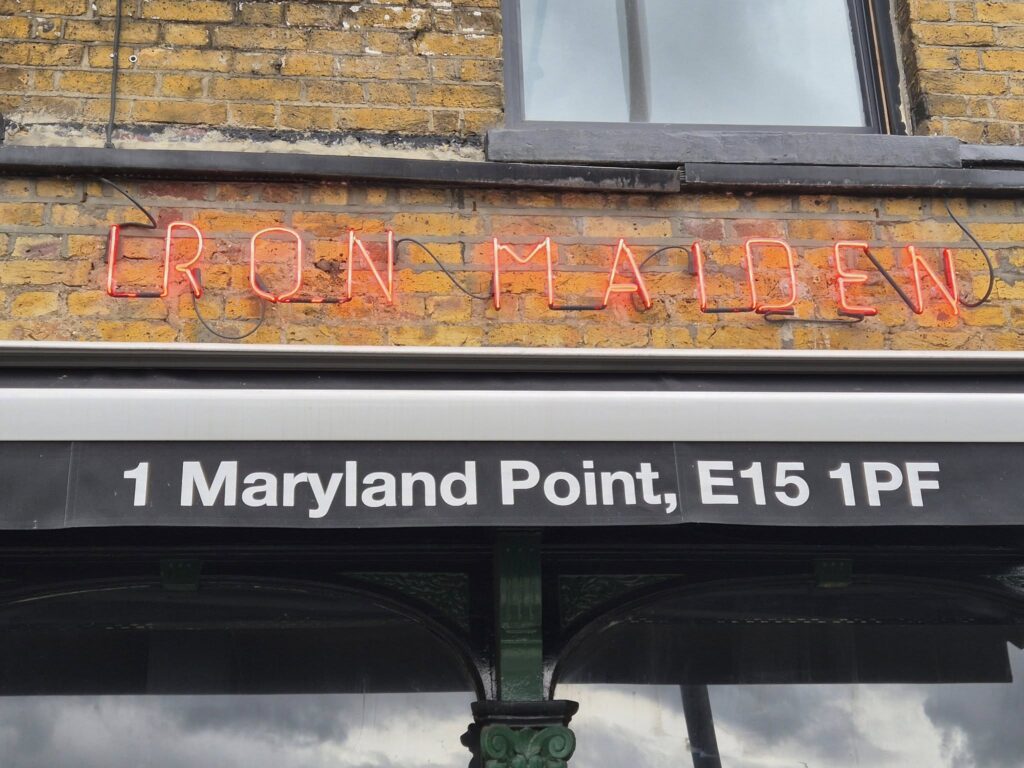 IRON MAIDEN
1 Maryland Point, E15 1PF